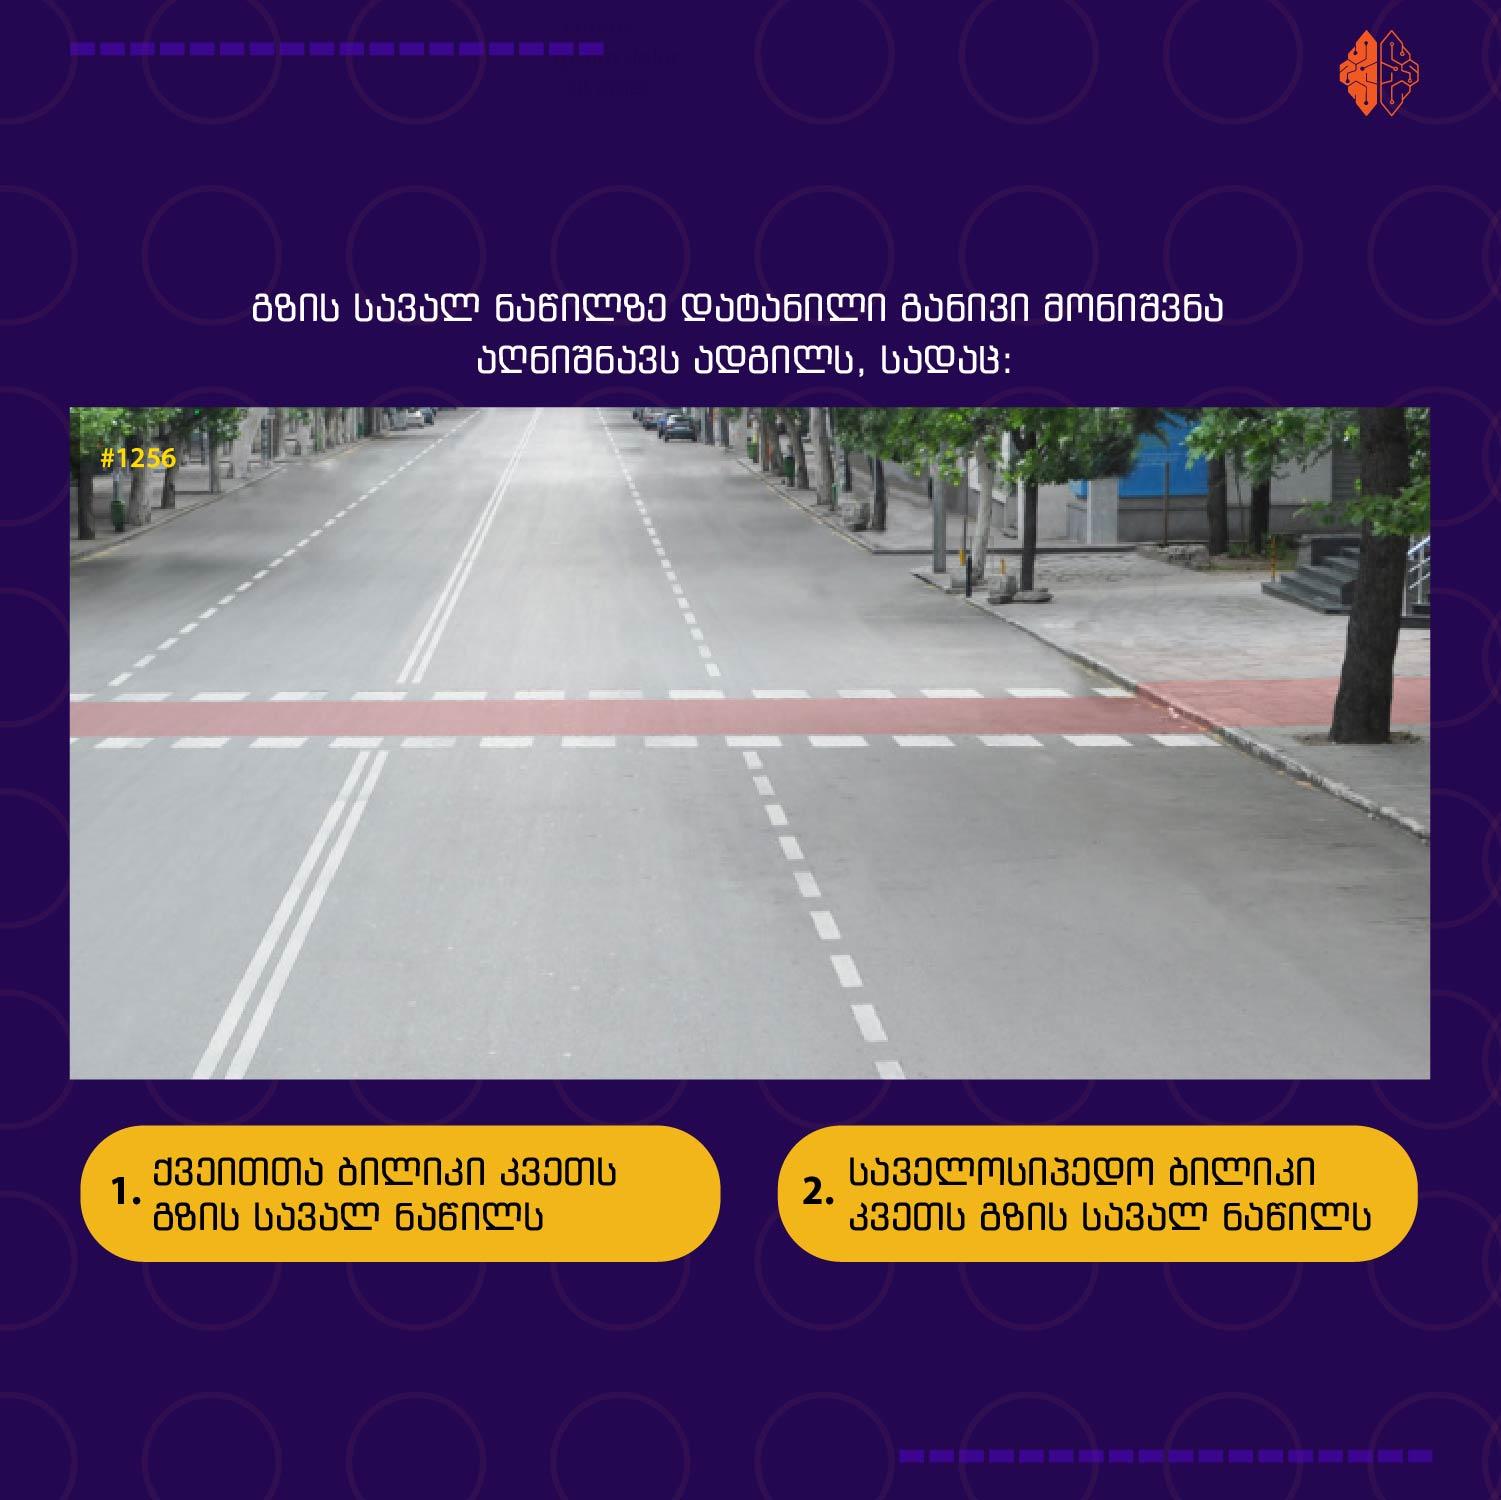 გზის სავალ ნაწილზე დატანილი განივი მონიშვნა
აღნიშნავს ადგილს, სადაც:
#1256
1. ქვეითთა ბილიკი კვეთს
გზის სავალ ნაწილს
2. საველოსიპედო ბილიკი
კვეთს გზის სავალ ნაწილს